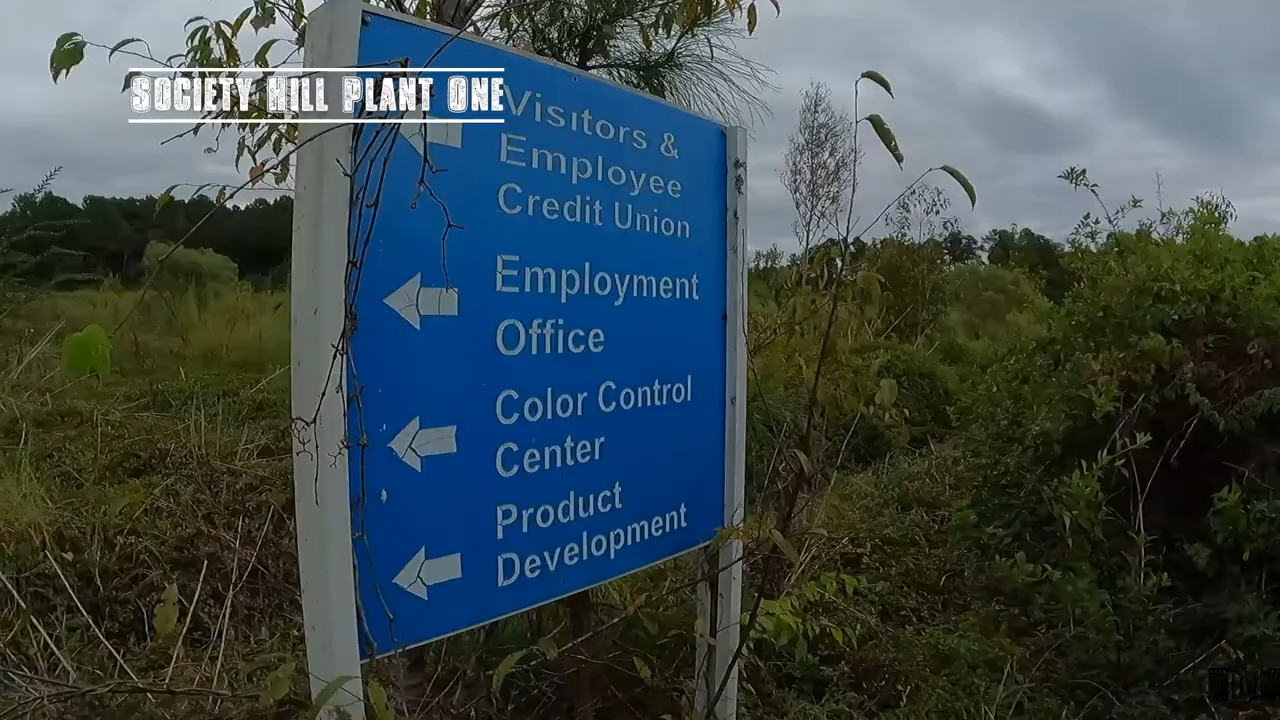 SOCIETY HILL PLANT ONE
Visitors &
Employee
Credit Union
Employment
Office
Color Control
Center
Product
Development